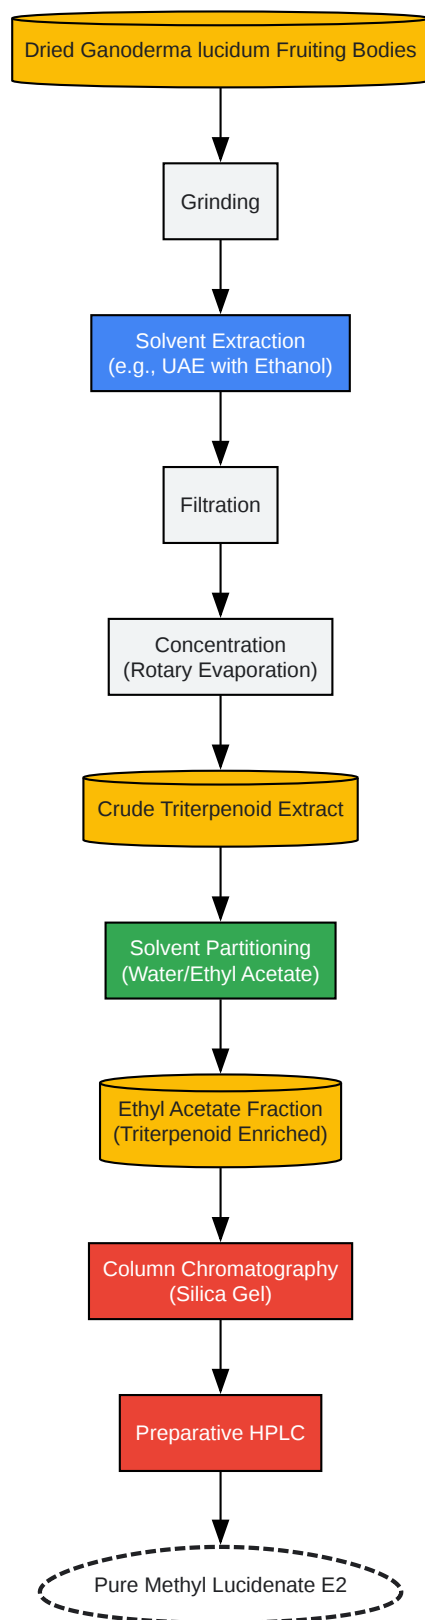 Dried Ganoderma lucidum Fruiting Bodies
Grinding
Solvent Extraction
(e.g., UAE with Ethanol)
Filtration
Concentration
(Rotary Evaporation)
Crude Triterpenoid Extract
Solvent Partitioning
(Water/Ethyl Acetate)
Ethyl Acetate Fraction
(Triterpenoid Enriched)
Column Chromatography
(Silica Gel)
Preparative HPLC
Pure Methyl Lucidenate E2